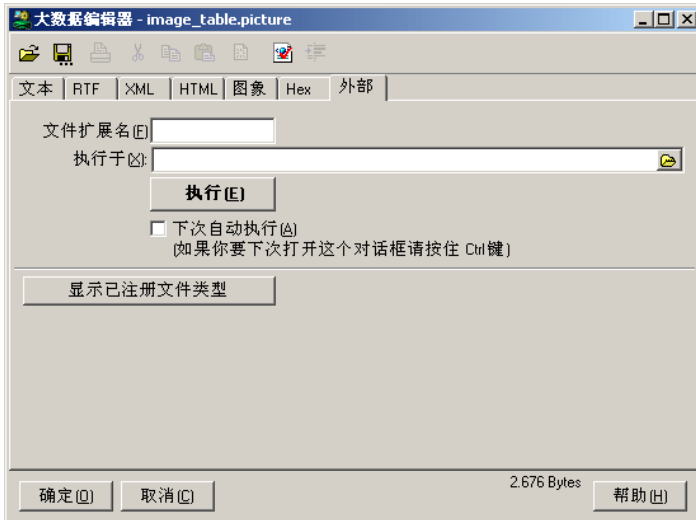 大数据编辑器 - image_table.picture
文本 RTF XML HTML 图象 Hex 外部
文件扩展名(F)
执行于(X):
执行(E)
下次自动执行(A)
(如果你要下次打开这个对话框请按住 Ctrl键)
显示已注册文件类型
2.676 Bytes
确定(O) 取消(C) 帮助(H)